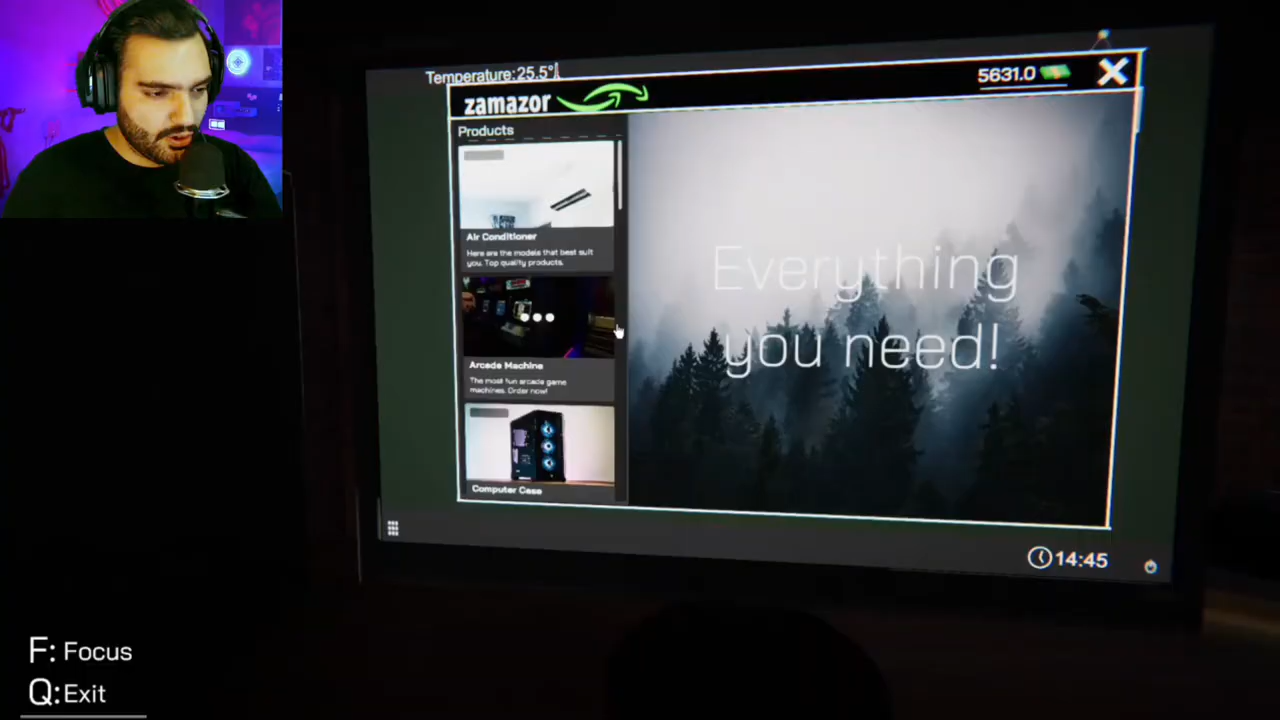 Temperature:25.5°
5631.0
zamazor
Products
Air Conditioner
Here are the models that best suit
you. Top quality products.
Arcade Machine
The most fun arcade game
machines. Order now!
Computer Case
Everything
you need!
14:45
F: Focus
Q:Exit